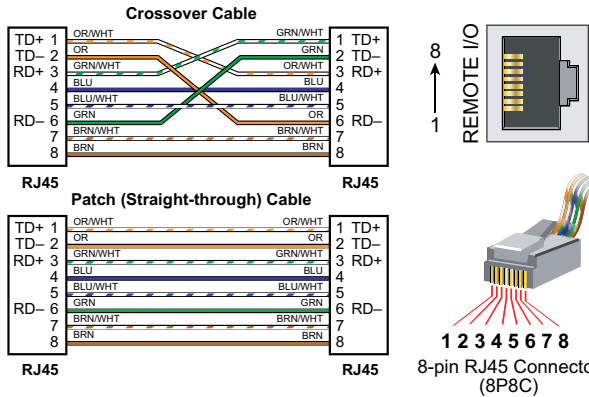 Crossover Cable
TD+ 1 OR/WHT GRN/WHT 1 TD+
TD– 2 OR GRN 2 TD–
RD+ 3 GRN/WHT OR/WHT 3 RD+
4 BLU BLU 4
5 BLU/WHT BLU/WHT 5
RD– 6 GRN OR 6 RD–
7 BRN/WHT BRN/WHT 7
8 BRN BRN 8
RJ45 RJ45
Patch (Straight-through) Cable
TD+ 1 OR/WHT OR/WHT 1 TD+
TD– 2 OR OR 2 TD–
RD+ 3 GRN/WHT GRN/WHT 3 RD+
4 BLU BLU 4
5 BLU/WHT BLU/WHT 5
RD– 6 GRN GRN 6 RD–
7 BRN/WHT BRN/WHT 7
8 BRN BRN 8
RJ45 RJ45
8
1
REMOTE I/O
1 2 3 4 5 6 7 8
8-pin RJ45 Connecto
(8P8C)